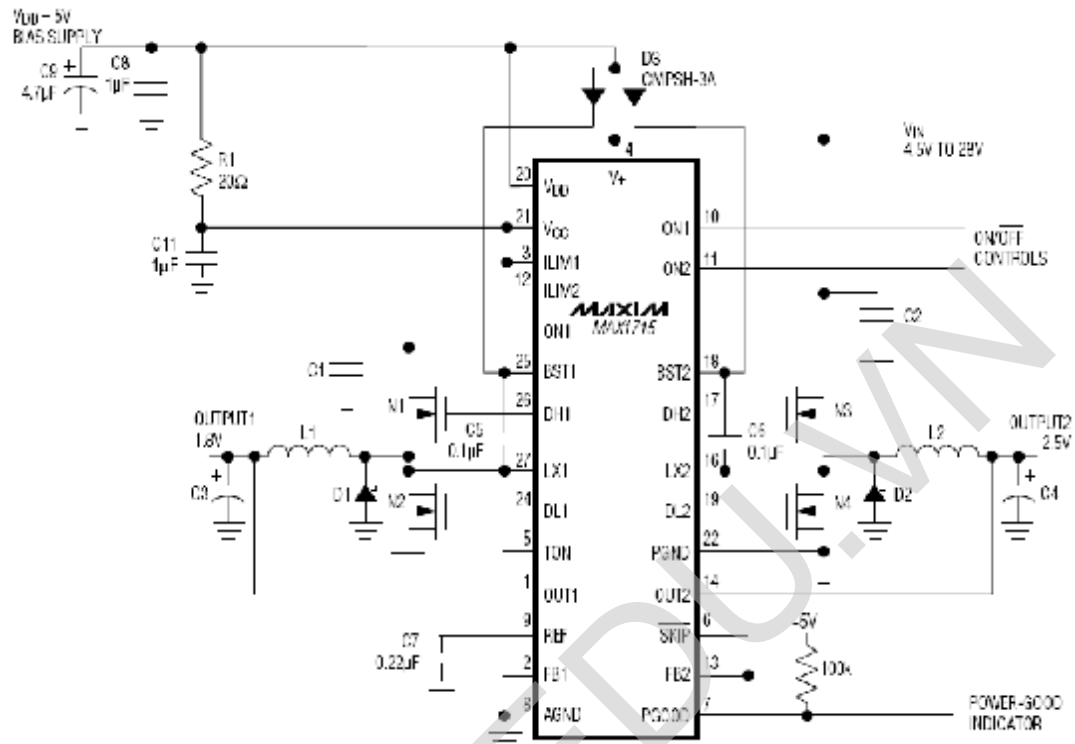 VDD = 5V
BIAS SUPPLY
C9
4.7µF
C8
1µF
D3
CMPSH-3A
VIN
4.5V TO 28V
R1
20Ω
C11
1µF
4
V+
20
VDD
21
VCC
3
ILIM1
12
ILIM2
ON1
10
ON1
11
ON2
ON/OFF
CONTROLS
MAXIM
MAX1715
C1
C2
25
BST1
18
BST2
N1
26
DH1
17
DH2
N3
C5
0.1µF
C6
0.1µF
OUTPUT1
1.8V
L1
L2
OUTPUT2
2.5V
27
LX1
16
LX2
C3
D1
N2
24
DL1
19
DL2
N4
D2
C4
5
TON
22
PGND
1
OUT1
14
OUT2
9
REF
6
SKIP
C7
0.22µF
2
FB1
13
FB2
100k
8
AGND
7
PGOOD
POWER-GOOD
INDICATOR
EDU.VN